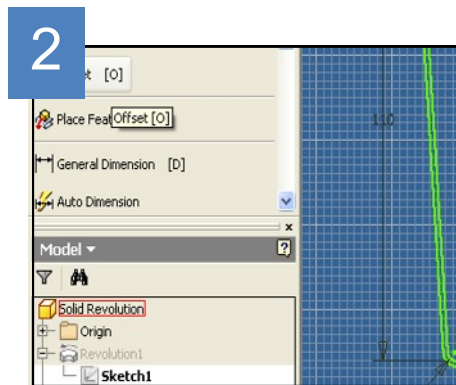 2
[O]
Place Feat
Offset [O]
General Dimension [D]
Auto Dimension
110
x
Model
?
Solid Revolution
Origin
Revolution1
Sketch1